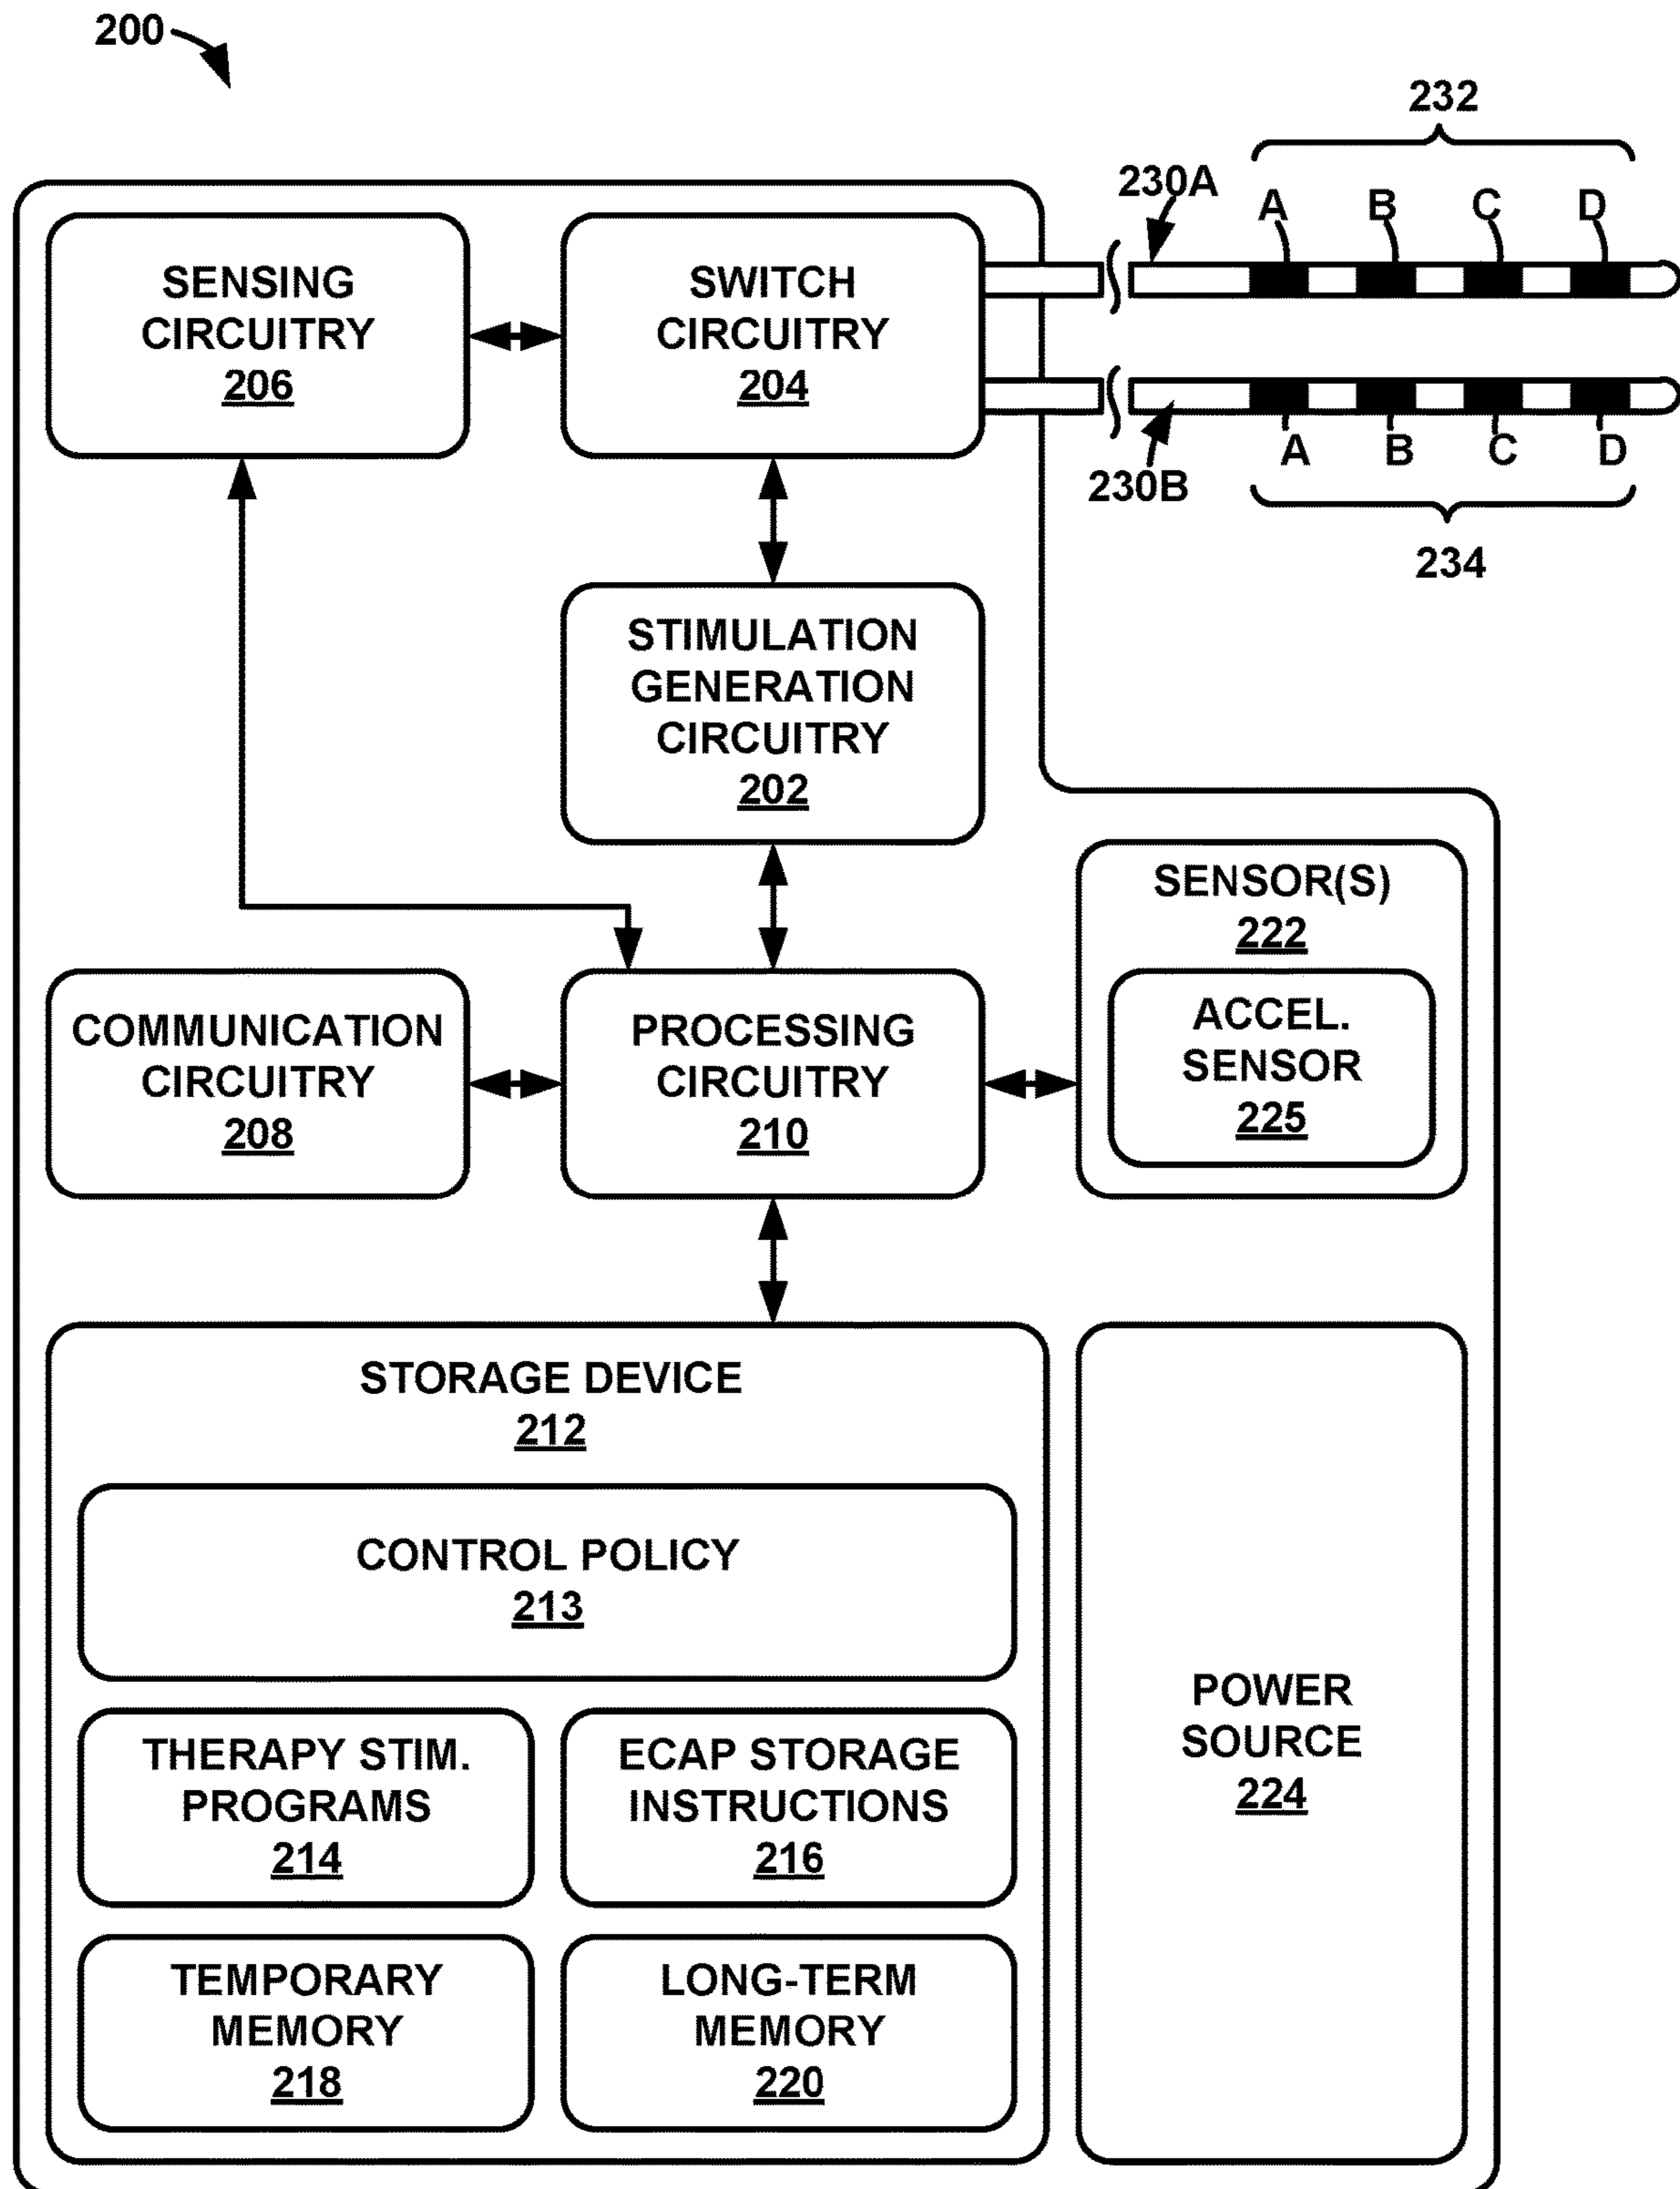 200
232
230A
A B C D
SENSING
CIRCUITRY
206
SWITCH
CIRCUITRY
204
A B C D
230B
234
STIMULATION
GENERATION
CIRCUITRY
202
SENSOR(S)
222
ACCEL.
SENSOR
225
COMMUNICATION
CIRCUITRY
208
PROCESSING
CIRCUITRY
210
STORAGE DEVICE
212
CONTROL POLICY
213
THERAPY STIM.
PROGRAMS
214
ECAP STORAGE
INSTRUCTIONS
216
TEMPORARY
MEMORY
218
LONG-TERM
MEMORY
220
POWER
SOURCE
224